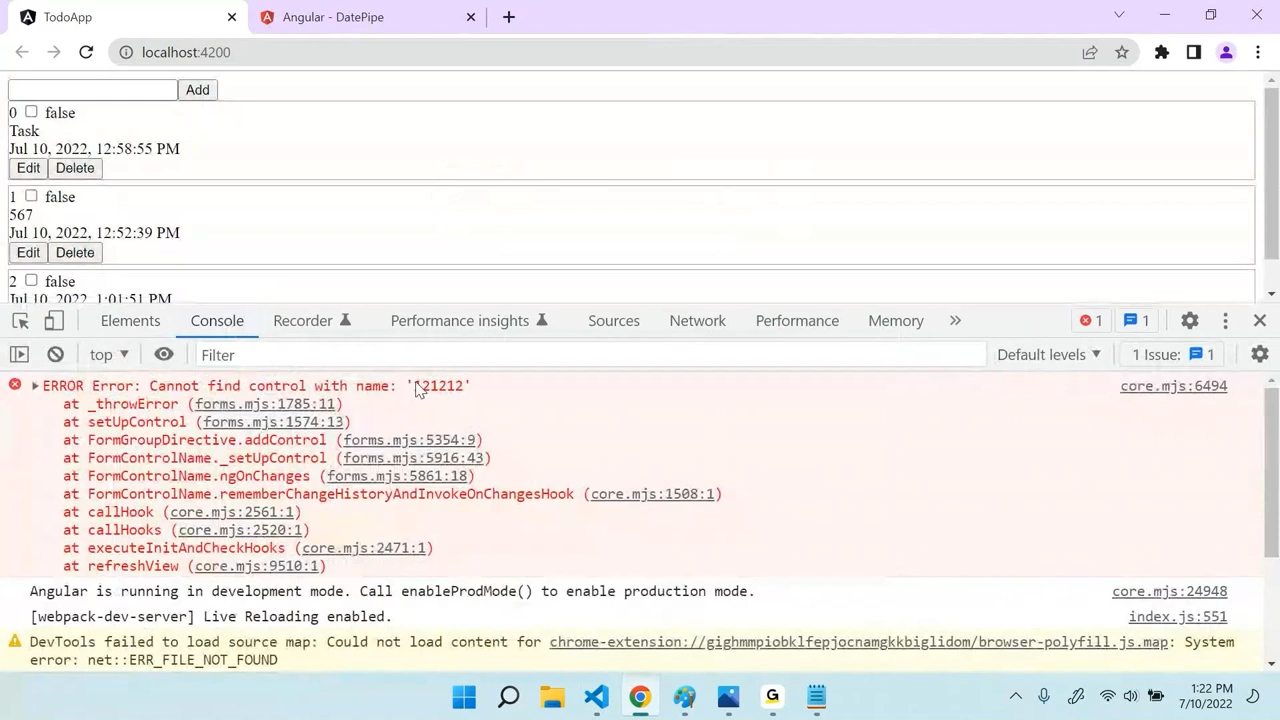 TodoApp
Angular - DatePipe
localhost:4200
Add
0 false
Task
Jul 10, 2022, 12:58:55 PM
Edit Delete
1 false
567
Jul 10, 2022, 12:52:39 PM
Edit Delete
2 false
Jul 10, 2022, 1:01:51 PM
Elements Console Recorder Performance insights Sources Network Performance Memory » 1 1
top Filter Default levels 1 Issue: 1
ERROR Error: Cannot find control with name: '121212' core.mjs:6494
at _throwError (forms.mjs:1785:11)
at setUpControl (forms.mjs:1574:13)
at FormGroupDirective.addControl (forms.mjs:5354:9)
at FormControlName._setUpControl (forms.mjs:5916:43)
at FormControlName.ngOnChanges (forms.mjs:5861:18)
at FormControlName.rememberChangeHistoryAndInvokeOnChangesHook (core.mjs:1508:1)
at callHook (core.mjs:2561:1)
at callHooks (core.mjs:2520:1)
at executeInitAndCheckHooks (core.mjs:2471:1)
at refreshView (core.mjs:9510:1)
Angular is running in development mode. Call enableProdMode() to enable production mode. core.mjs:24948
[webpack-dev-server] Live Reloading enabled. index.js:551
DevTools failed to load source map: Could not load content for chrome-extension://gighmmpiobklfepjocnamgkkbiglidom/browser-polyfill.js.map: System
error: net::ERR_FILE_NOT_FOUND
G
1:22 PM
7/10/2022